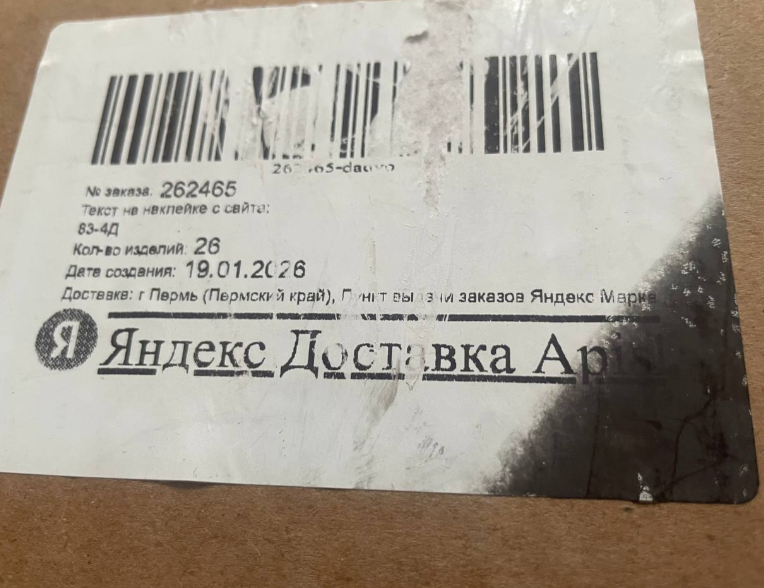 № заказа: 262465
Текст на наклейке с сайта:
83-4Д
Кол-во изделий: 26
Дата создания: 19.01.2026
Доставка: г Пермь (Пермский край), Пункт выдачи заказов Яндекс
Я Яндекс Доставка